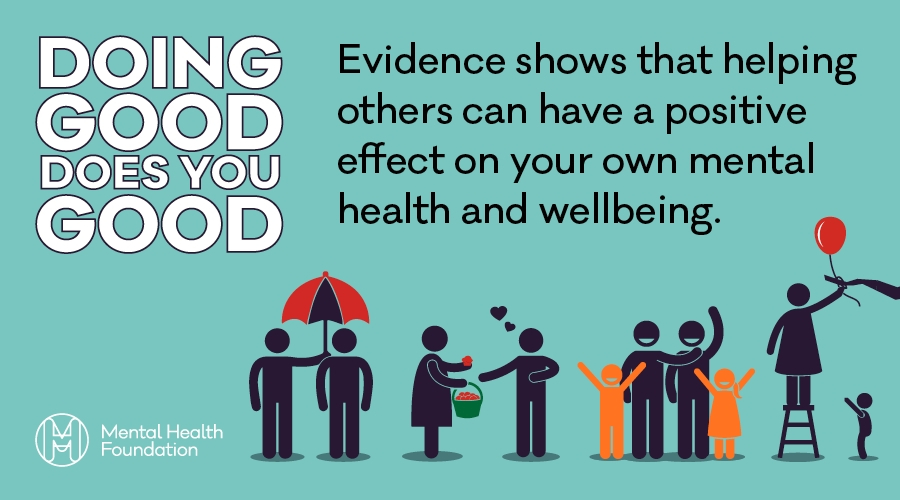 DOING
GOOD
DOES YOU
GOOD
Evidence shows that helping
others can have a positive
effect on your own mental
health and wellbeing.
Mental Health
Foundation